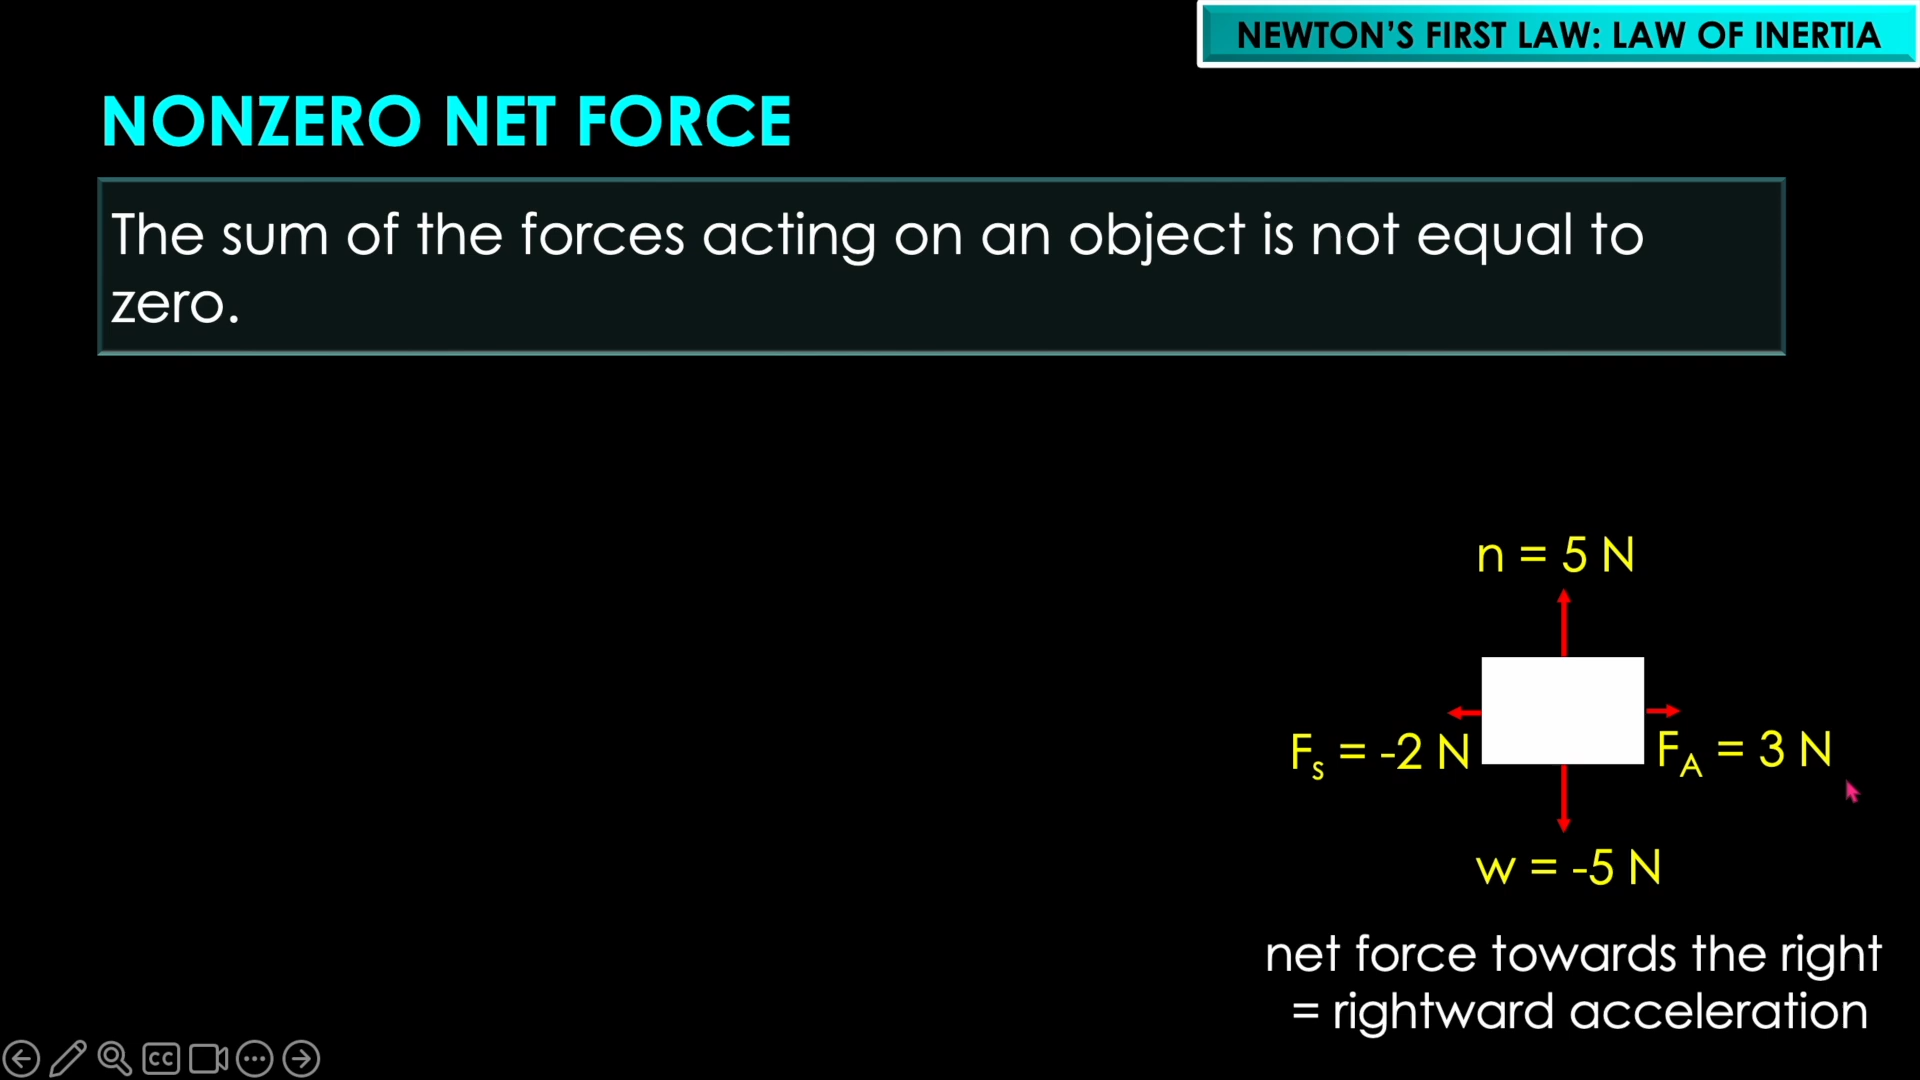 NEWTON’S FIRST LAW: LAW OF INERTIA
NONZERO NET FORCE
The sum of the forces acting on an object is not equal to
zero.
n = 5 N
Fs = -2 N
FA = 3 N
w = -5 N
net force towards the right
= rightward acceleration
CC